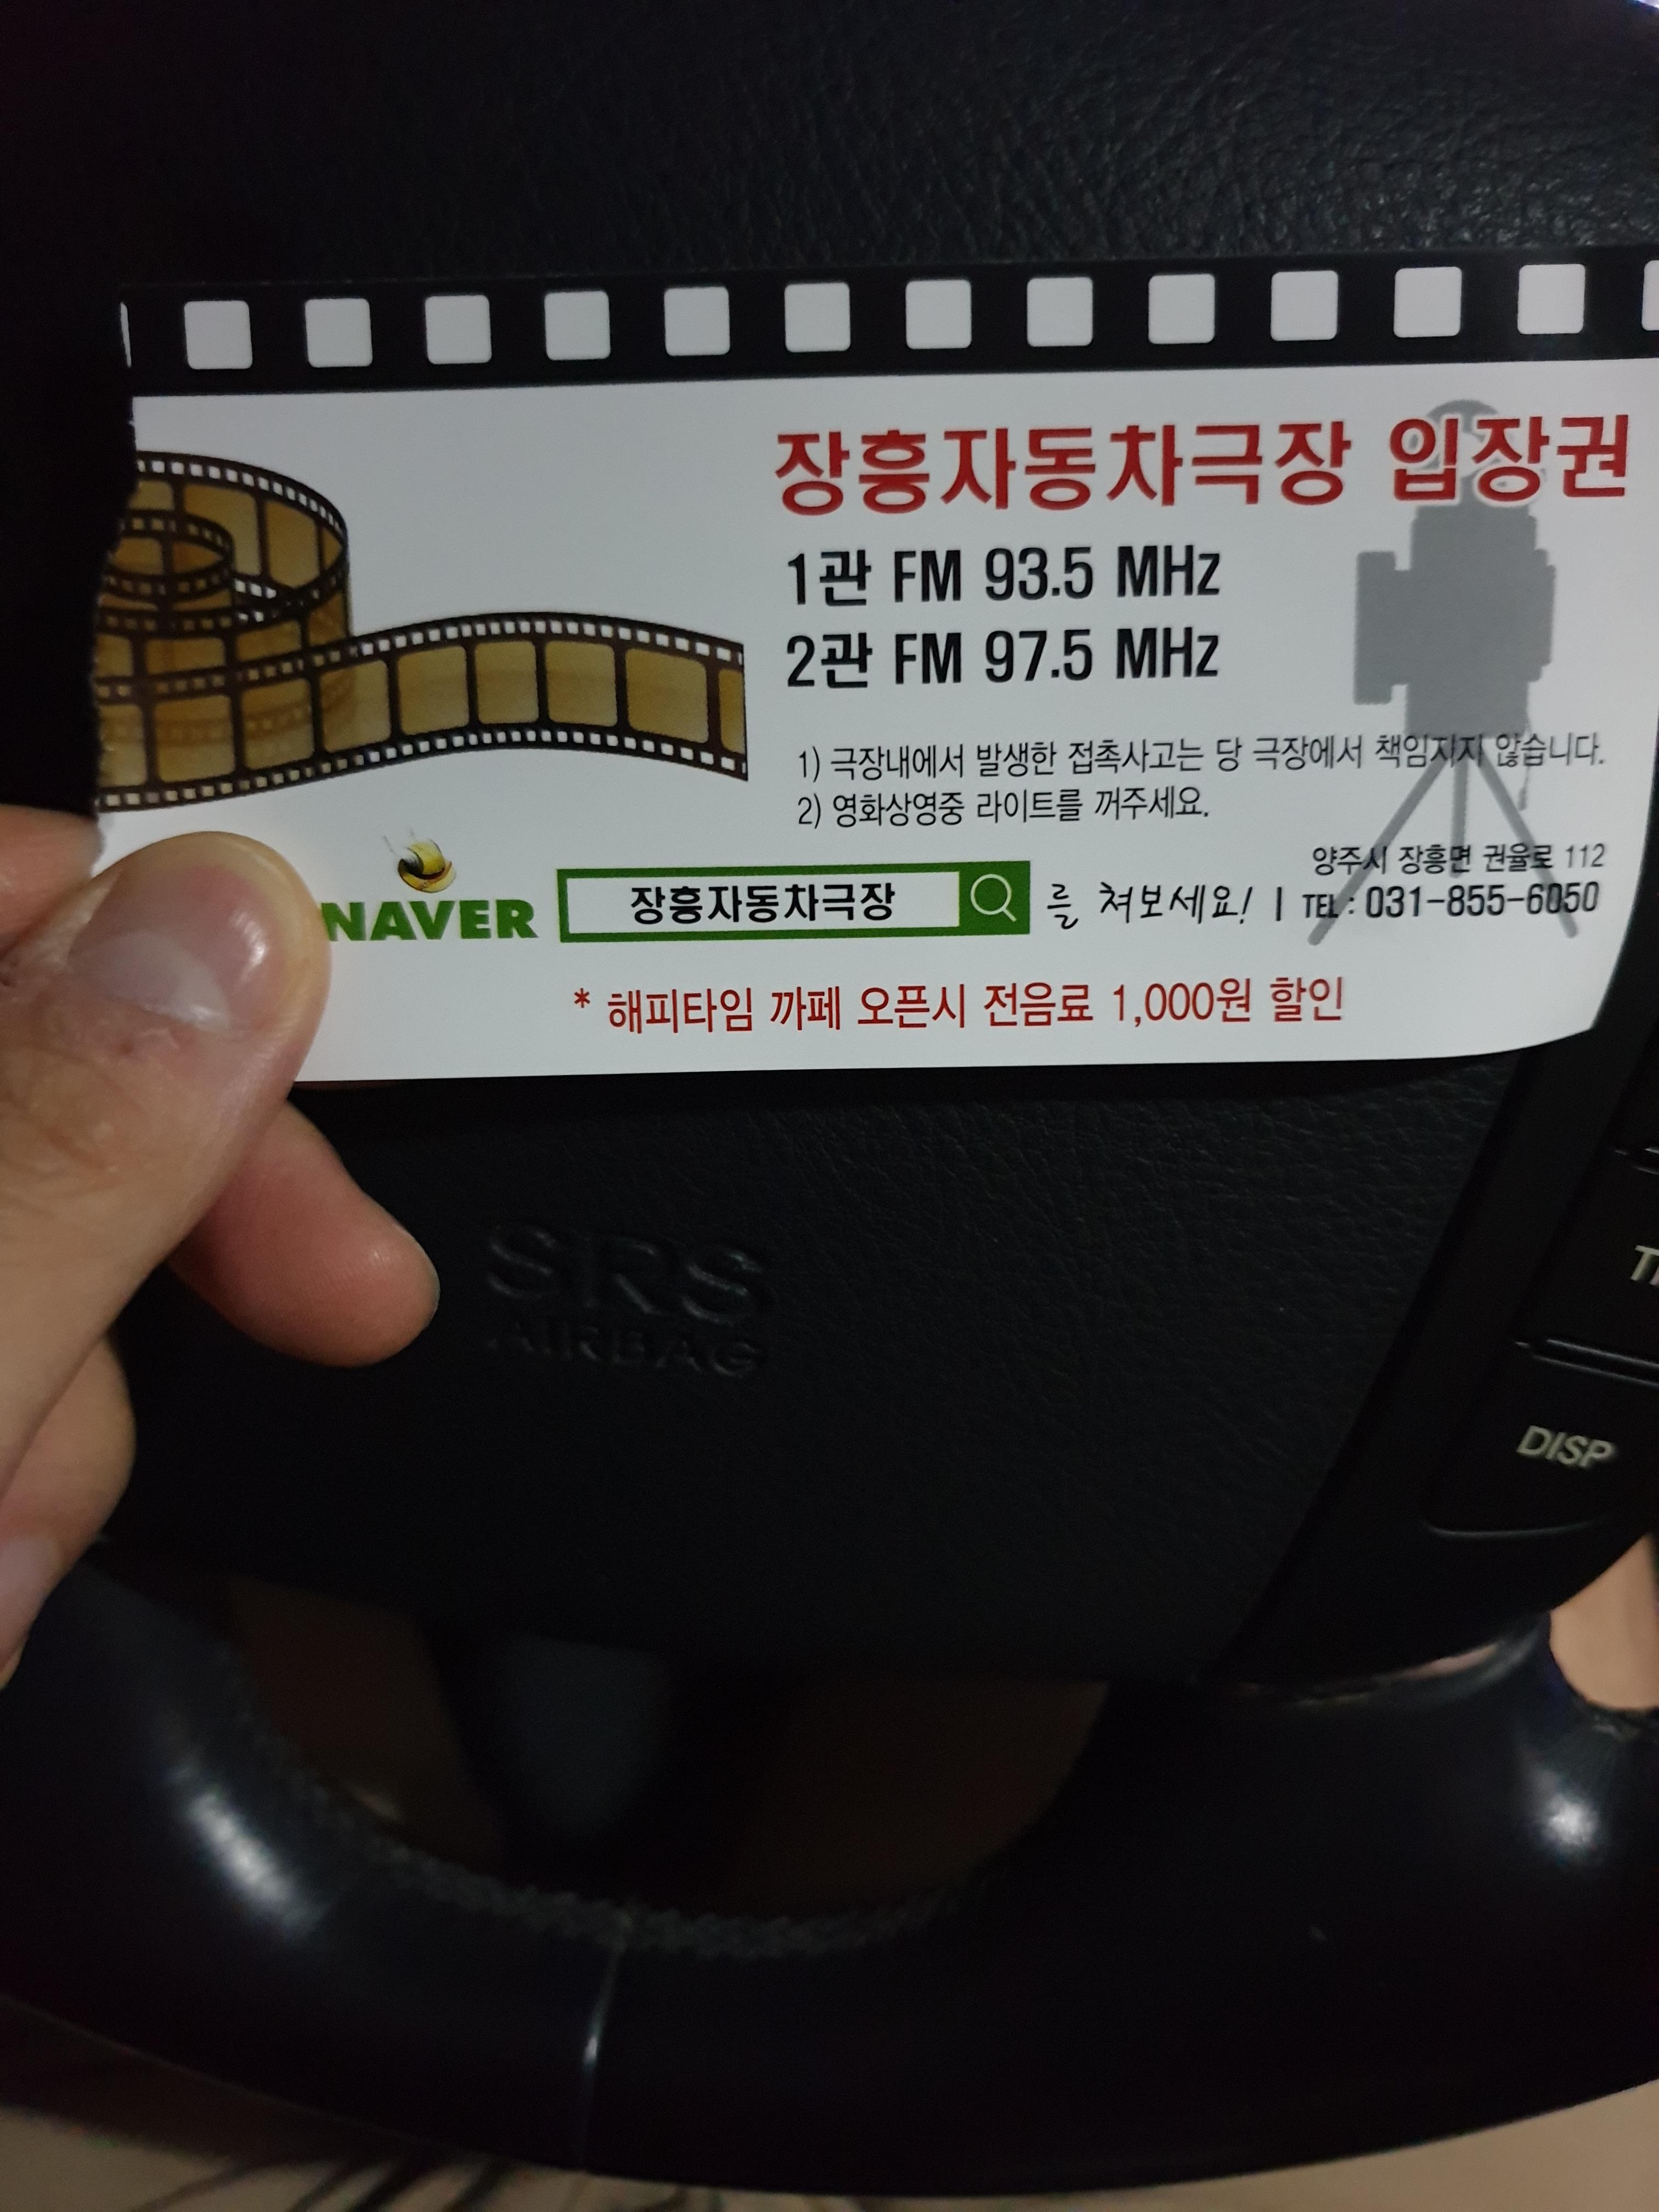 장흥자동차극장 입장권
1관 FM 93.5 MHz
2관 FM 97.5 MHz
1) 극장내에서 발생한 접촉사고는 당 극장에서 책임지지 않습니다.
2) 영화상영중 라이트를 꺼주세요.
양주시 장흥면 권율로 112
NAVER 장흥자동차극장 를 쳐보세요! | TEL : 031-855-6050
* 해피타임 까페 오픈시 전음료 1,000원 할인
SRS
AIRBAG
DISP